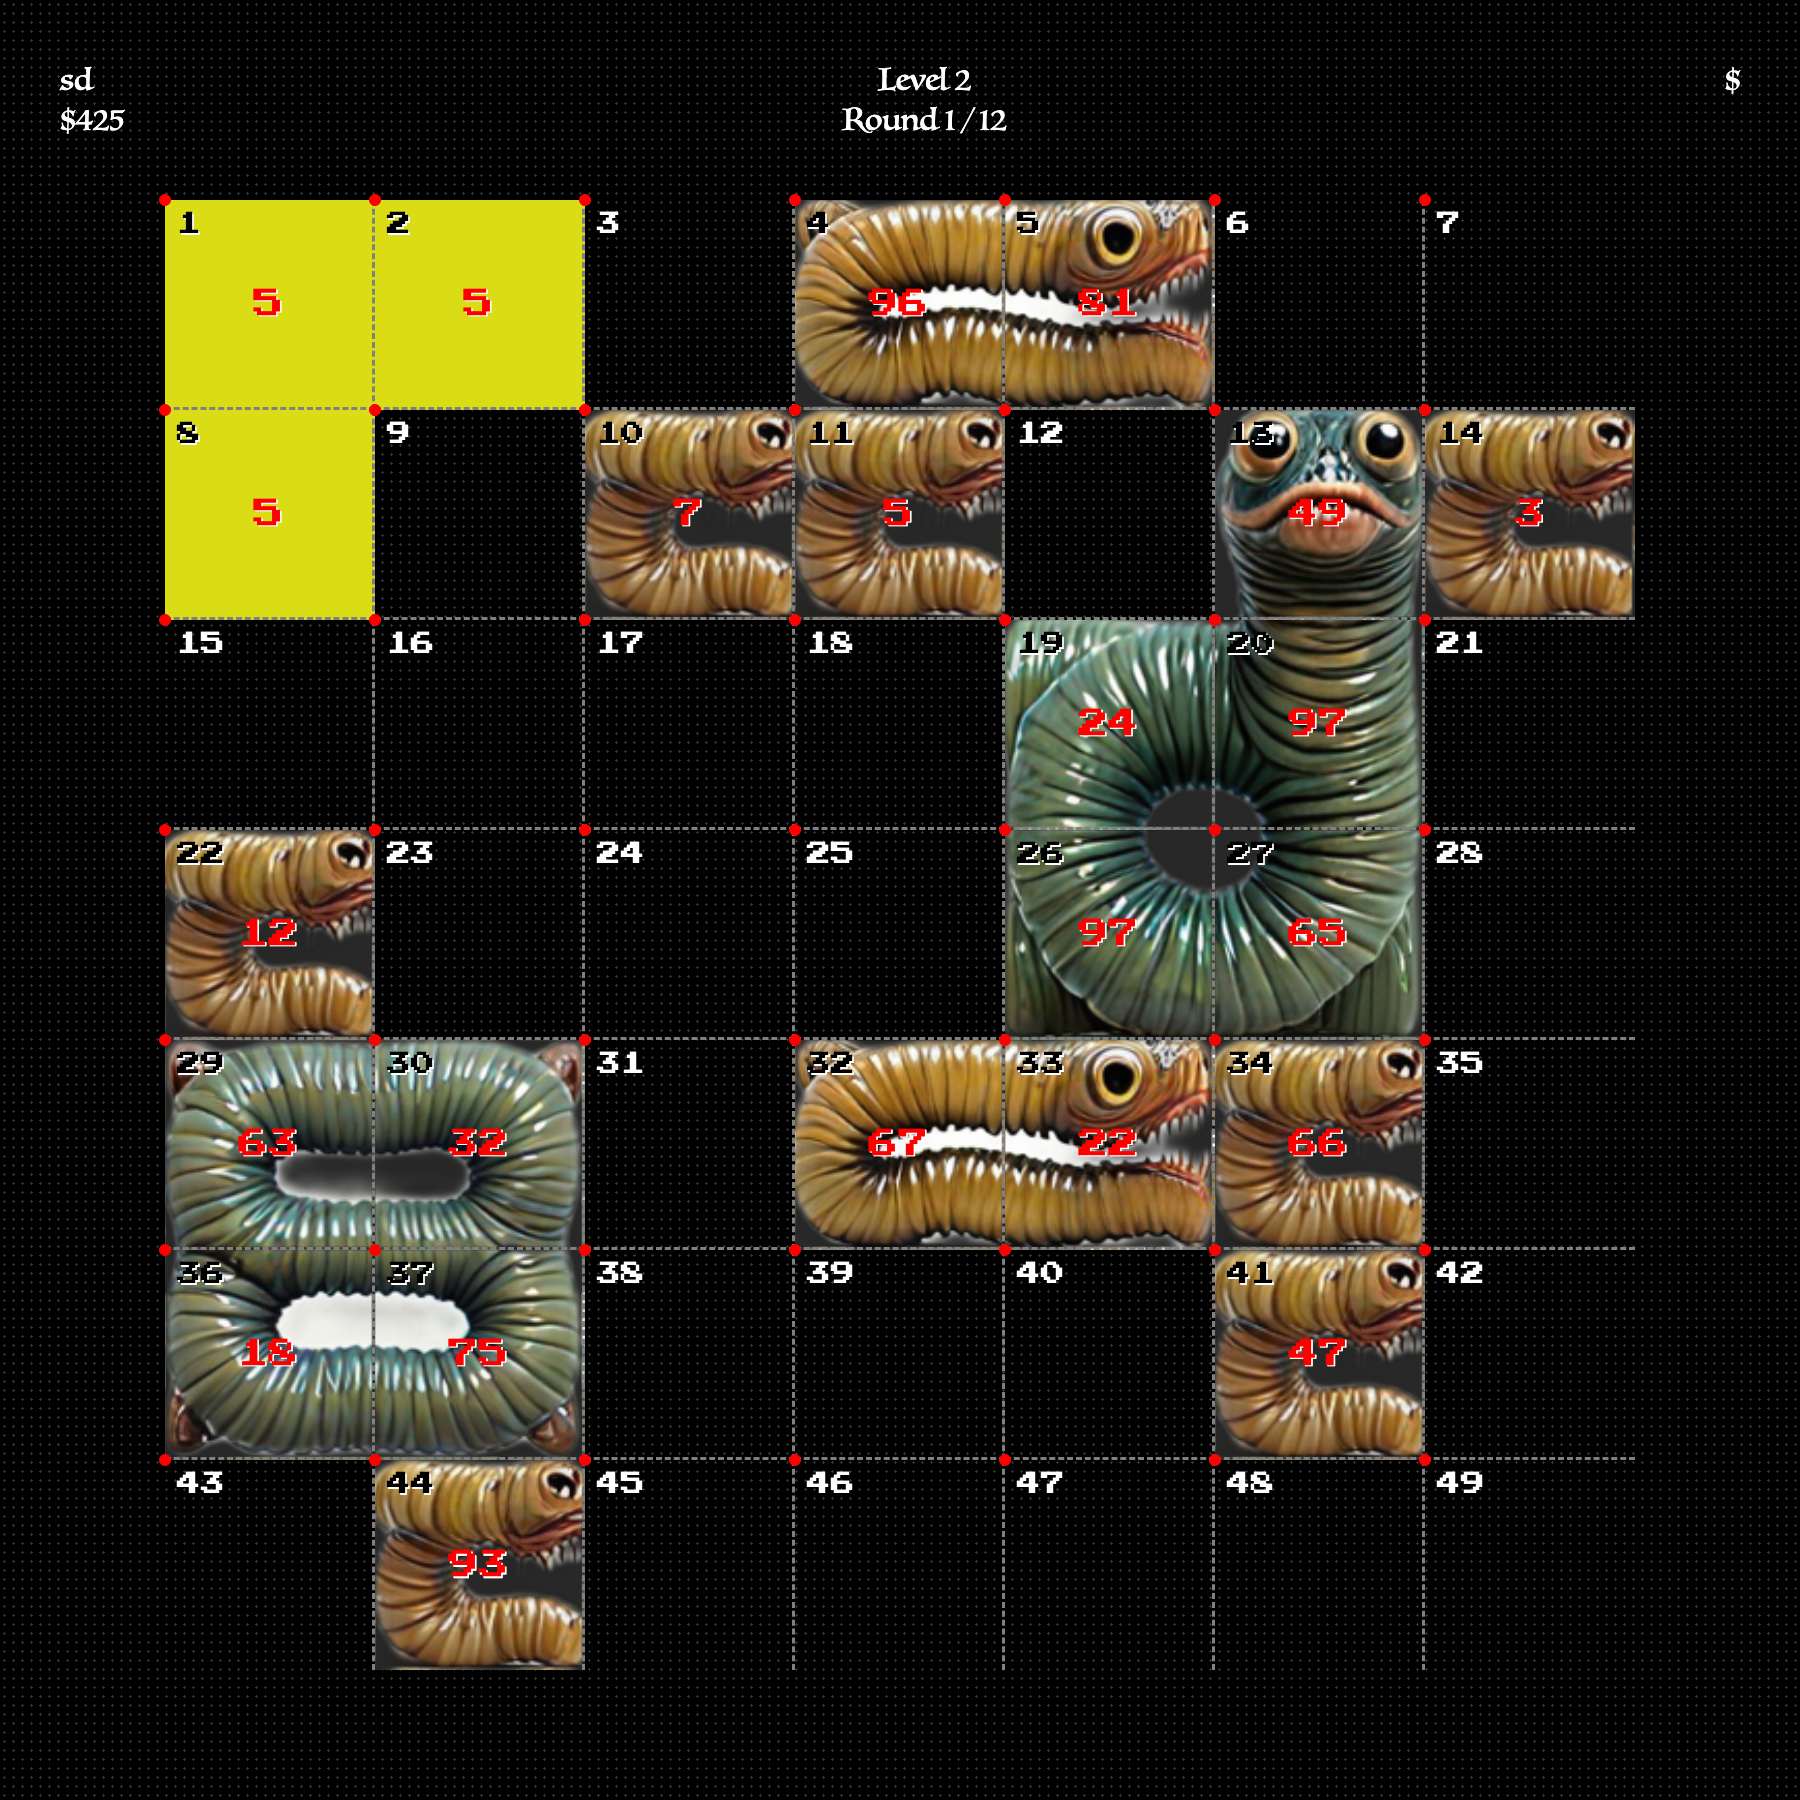 sd
Level 2
$
$425
Round 1/12
1 2 3 4 5 6 7
5 5 96 81
8 9 10 11 12 13 14
5 7 5 49 3
15 16 17 18 19 20 21
24 97
22 23 24 25 26 27 28
12 97 65
29 30 31 32 33 34 35
63 32 67 22 66
36 37 38 39 40 41 42
18 75 47
43 44 45 46 47 48 49
93